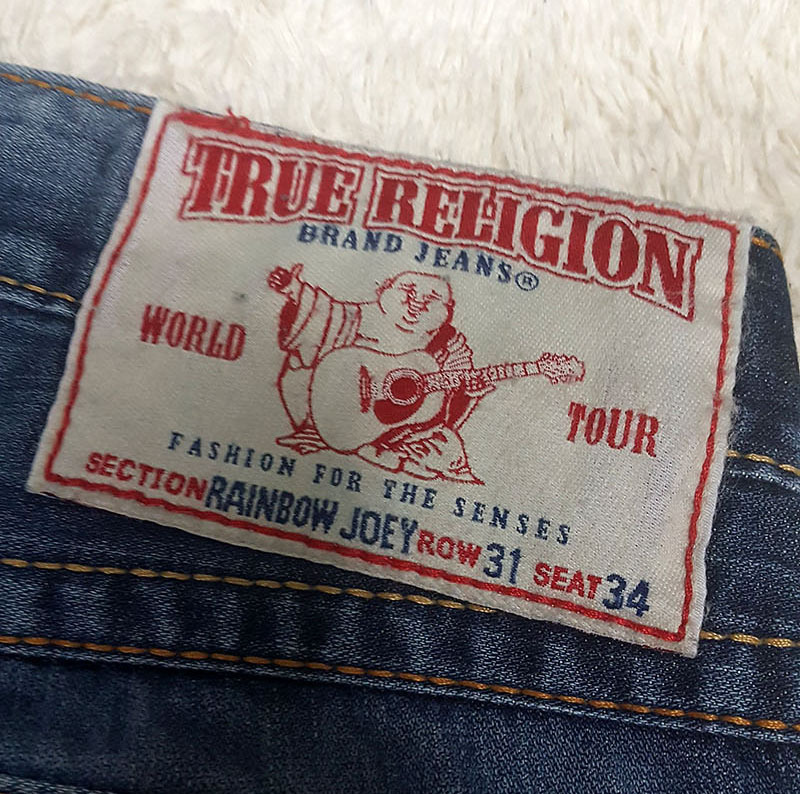 TRUE RELIGION
BRAND JEANS®
WORLD TOUR
FASHION FOR THE SENSES
SECTION RAINBOW JOEY ROW 31 SEAT 34